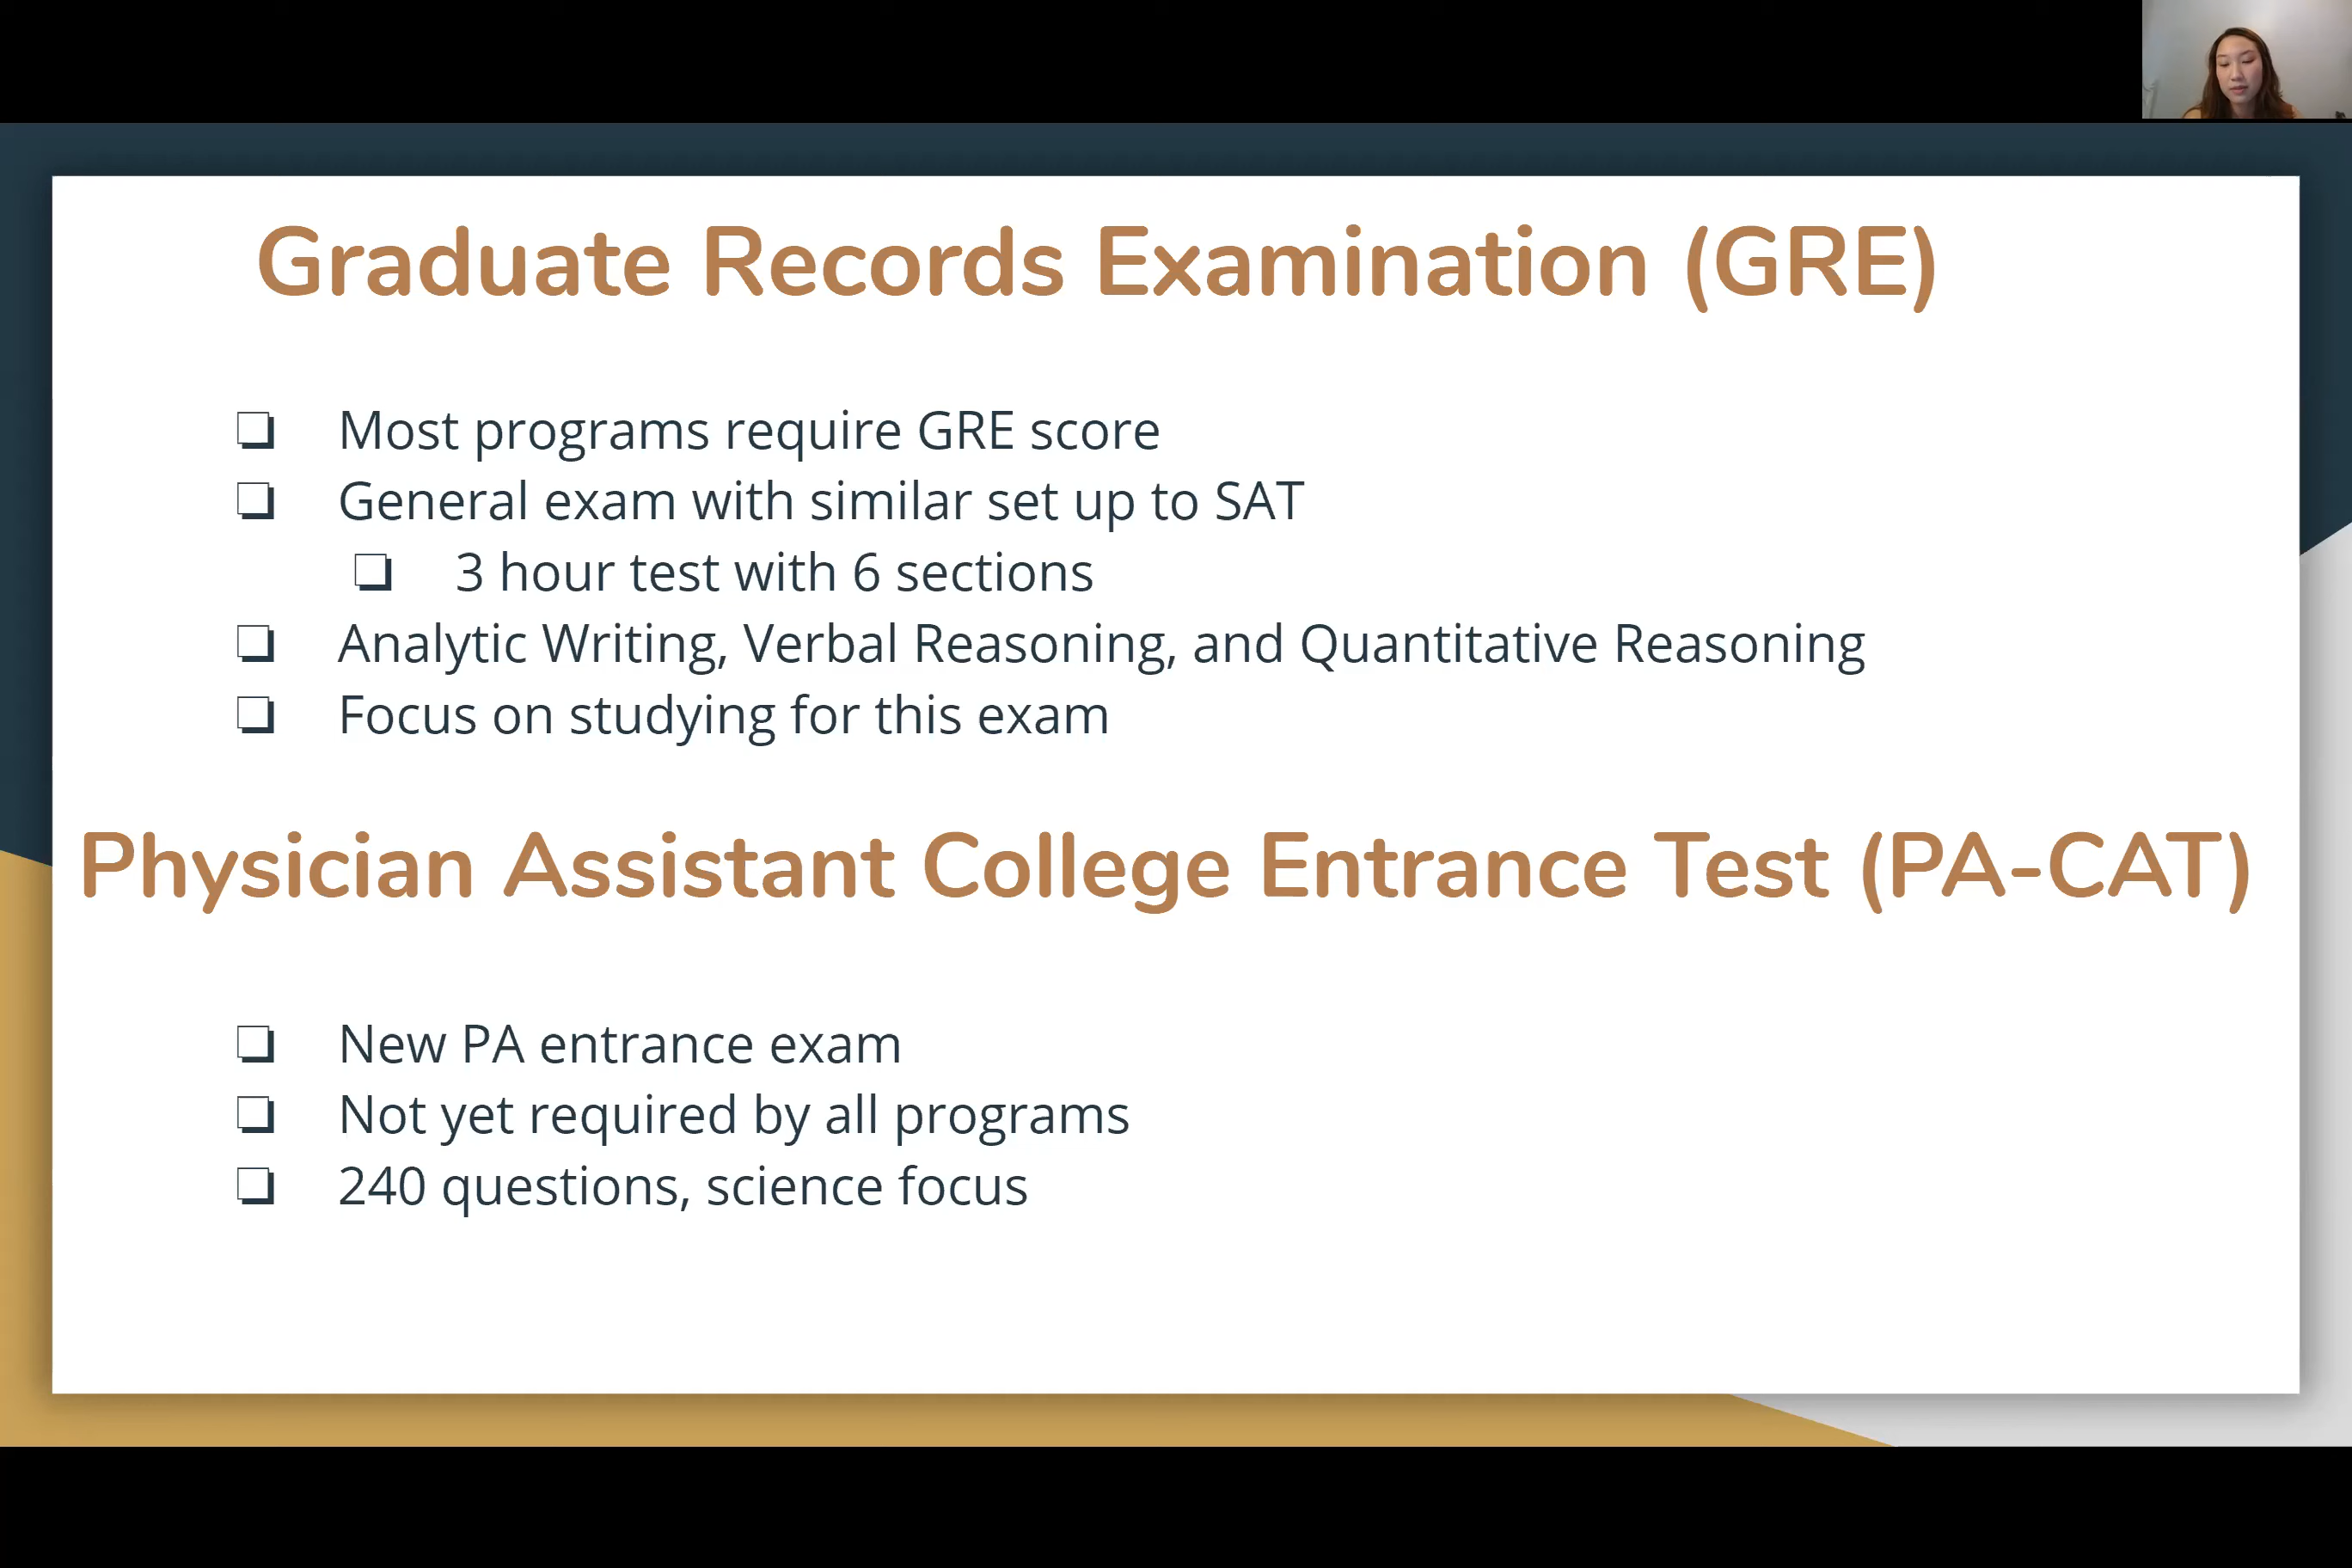 Graduate Records Examination (GRE)
Most programs require GRE score
General exam with similar set up to SAT
3 hour test with 6 sections
Analytic Writing, Verbal Reasoning, and Quantitative Reasoning
Focus on studying for this exam
Physician Assistant College Entrance Test (PA-CAT)
New PA entrance exam
Not yet required by all programs
240 questions, science focus